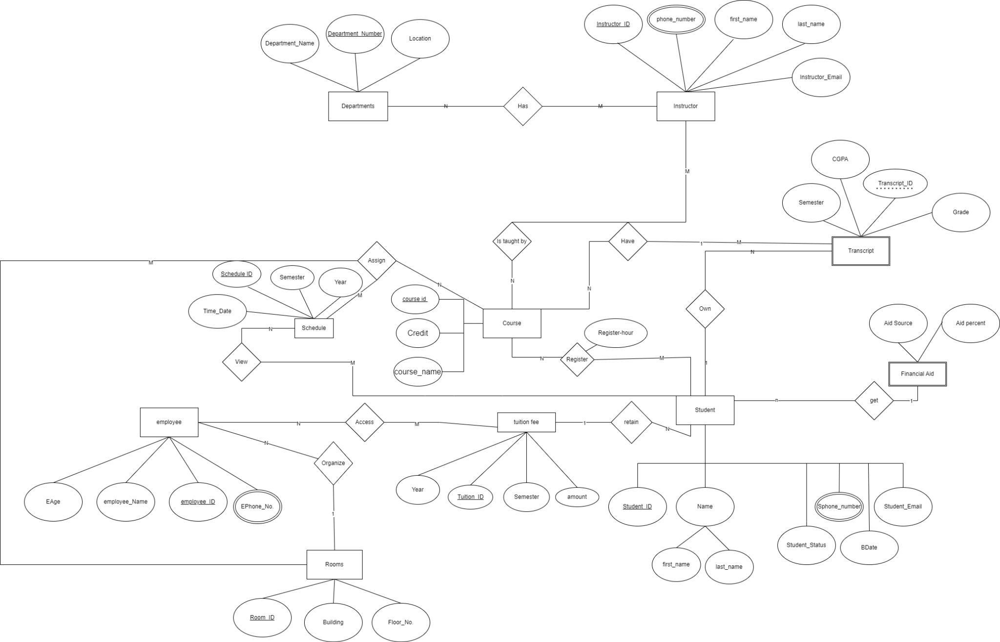 Instructor_ID
phone_number
first_name
last_name
Department_Name
Department_Number
Location
Instructor_Email
Departments
N
Has
M
Instructor
M
CGPA
Transcript_ID
Semester
Grade
Assign
M
Is taught by
Have
1
M
Transcript
N
Schedule ID
Semester
Year
M
N
N
N
Time_Date
course id
Own
Schedule
N
Course
Credit
Register-hour
Aid Source
Aid percent
View
M
N
Register
M
1
course_name
Financial Aid
employee
N
Access
M
tuition fee
1
retain
N
Student
n
get
1
N
Organize
EAge
employee_Name
employee_ID
EPhone_No.
Year
Tuition_ID
Semester
amount
Student_ID
Name
Sphone_number
Student_Email
1
Student_Status
BDate
Rooms
first_name
last_name
Room_ID
Building
Floor_No.